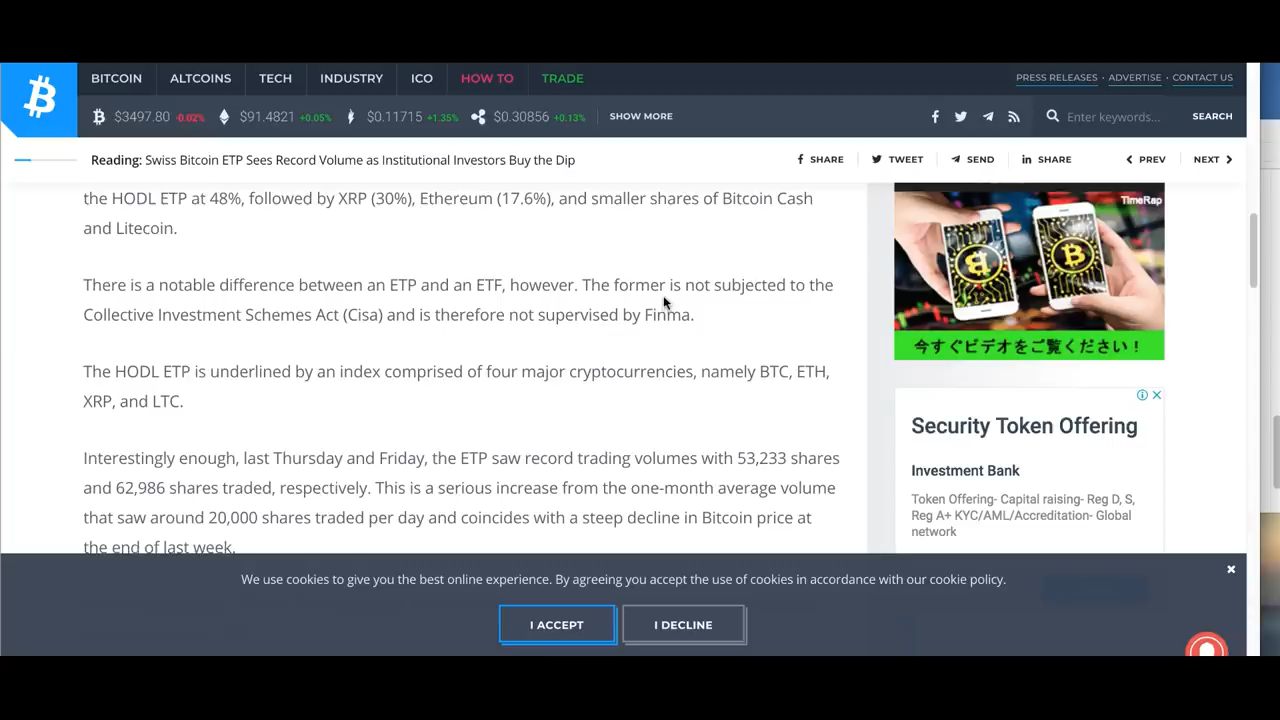 BITCOIN ALTCOINS TECH INDUSTRY ICO HOW TO TRADE PRESS RELEASES · ADVERTISE · CONTACT US
$3497.80 -0.02% $91.4821 +0.05% $0.11715 +1.35% $0.30856 +0.13% SHOW MORE Enter keywords... SEARCH
Reading: Swiss Bitcoin ETP Sees Record Volume as Institutional Investors Buy the Dip SHARE TWEET SEND SHARE PREV NEXT
the HODL ETP at 48%, followed by XRP (30%), Ethereum (17.6%), and smaller shares of Bitcoin Cash
and Litecoin.
There is a notable difference between an ETP and an ETF, however. The former is not subjected to the
Collective Investment Schemes Act (Cisa) and is therefore not supervised by Finma.
The HODL ETP is underlined by an index comprised of four major cryptocurrencies, namely BTC, ETH,
XRP, and LTC.
Interestingly enough, last Thursday and Friday, the ETP saw record trading volumes with 53,233 shares
and 62,986 shares traded, respectively. This is a serious increase from the one-month average volume
that saw around 20,000 shares traded per day and coincides with a steep decline in Bitcoin price at
the end of last week.
TimeRap
今すぐビデオをご覧ください！
Security Token Offering
Investment Bank
Token Offering- Capital raising- Reg D, S,
Reg A+ KYC/AML/Accreditation- Global
network
We use cookies to give you the best online experience. By agreeing you accept the use of cookies in accordance with our cookie policy.
I ACCEPT I DECLINE